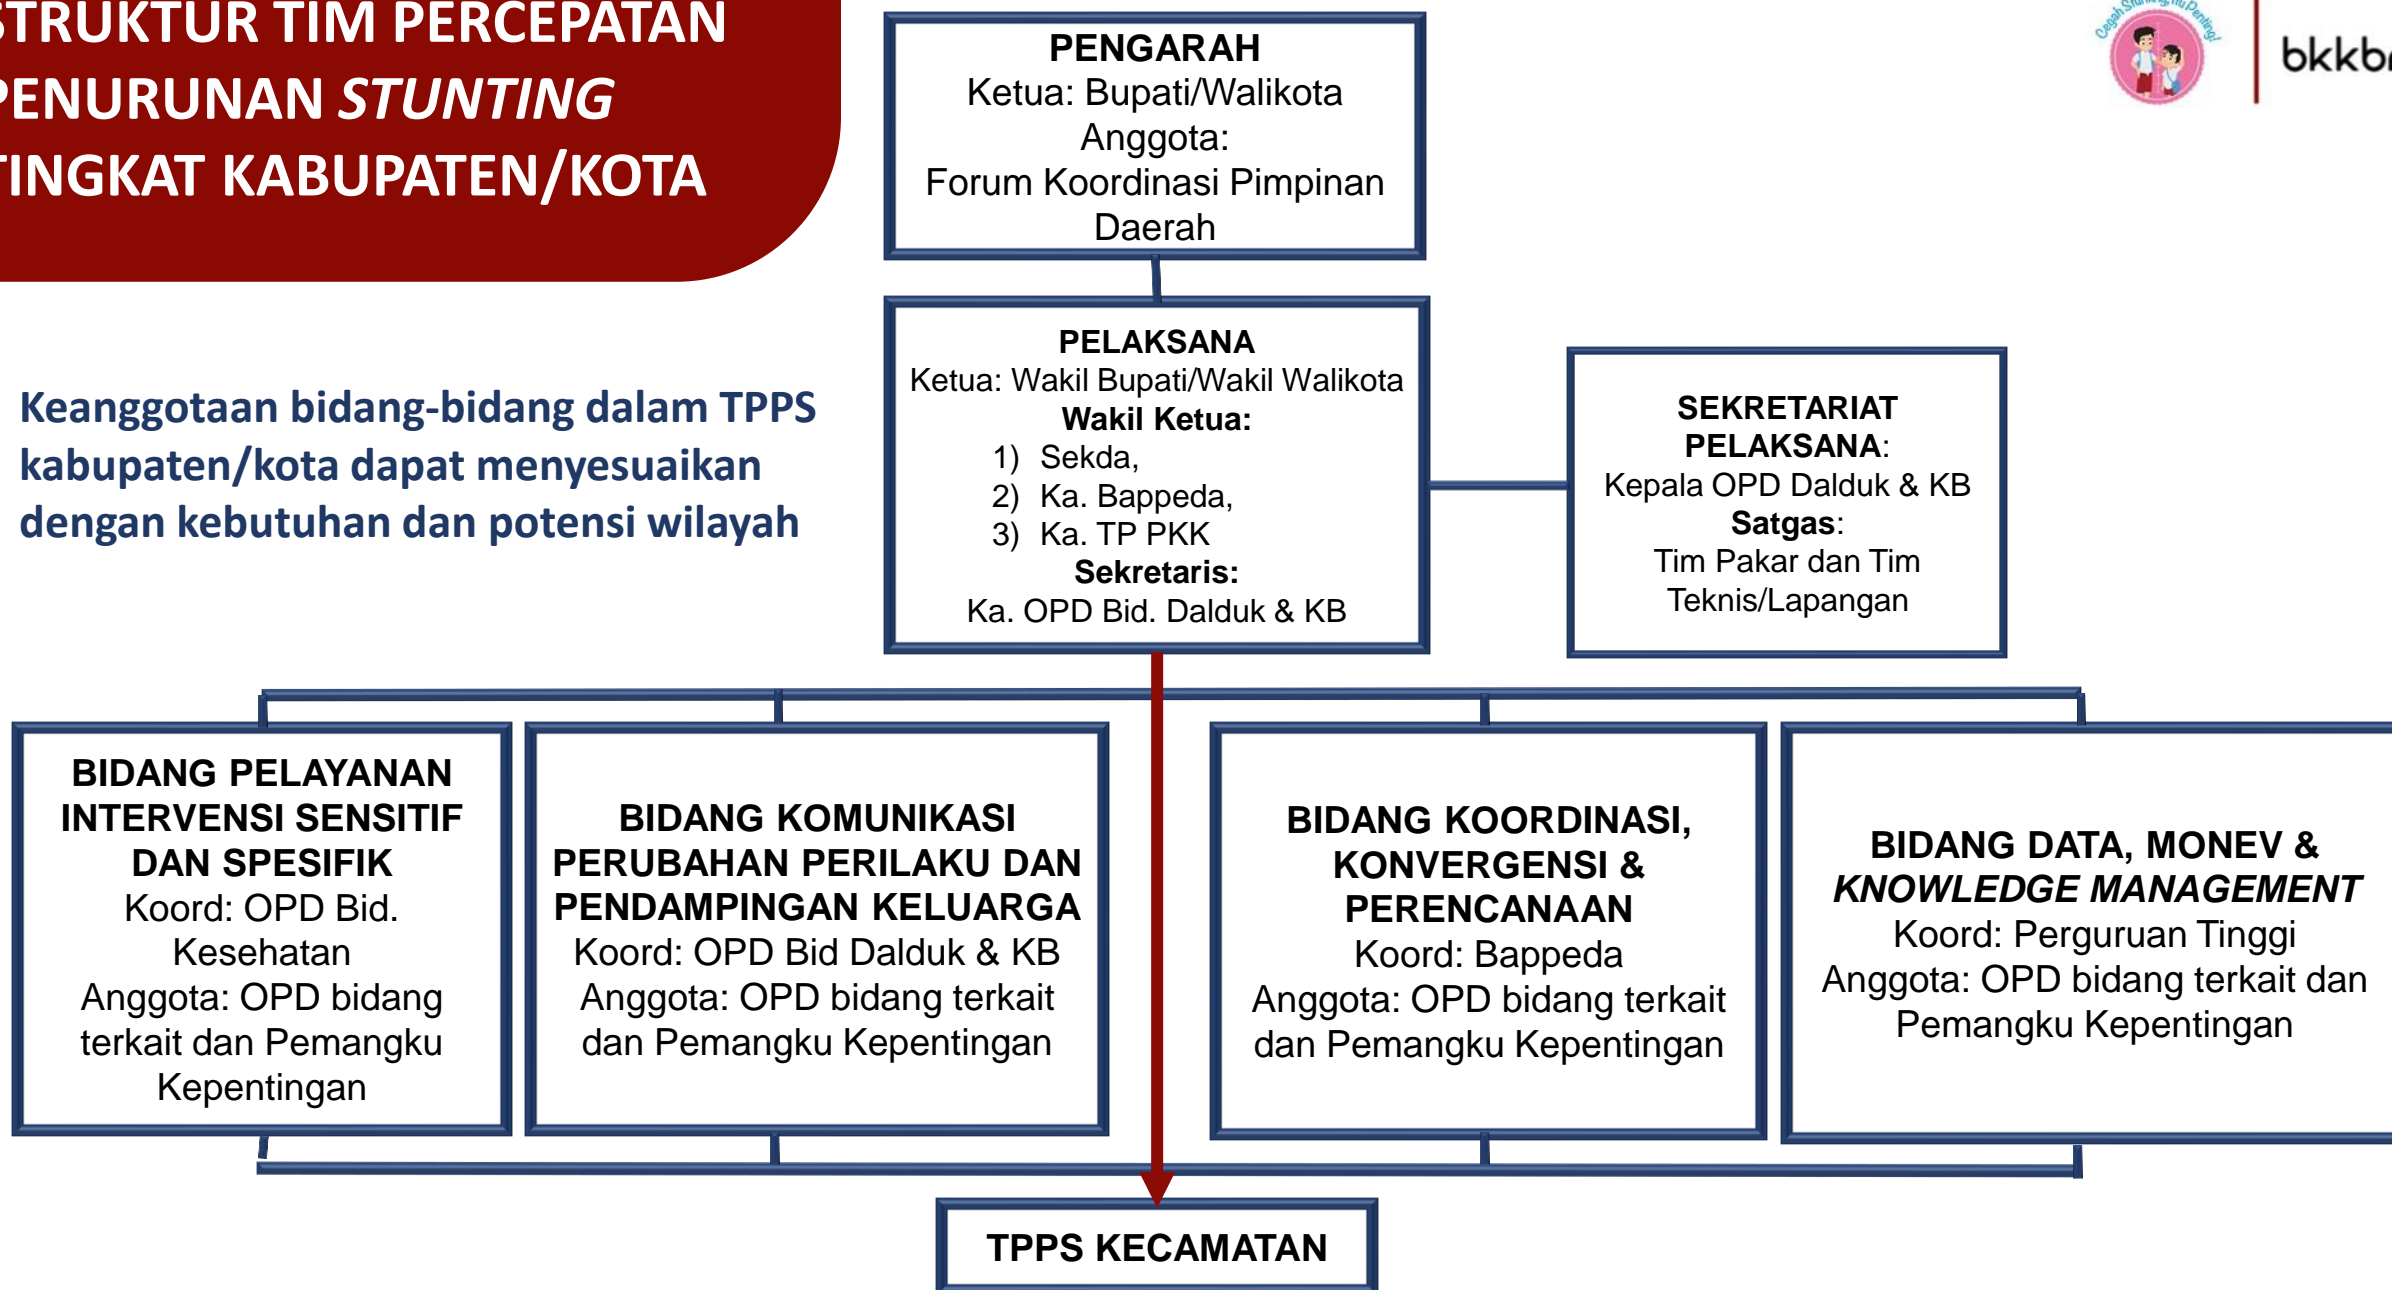 STRUKTUR TIM PERCEPATAN
PENURUNAN STUNTING
TINGKAT KABUPATEN/KOTA
Cegah Stunting itu Penting!
PENGARAH
Ketua: Bupati/Walikota
Anggota:
Forum Koordinasi Pimpinan
Daerah
Keanggotaan bidang-bidang dalam TPPS
kabupaten/kota dapat menyesuaikan
dengan kebutuhan dan potensi wilayah
PELAKSANA
Ketua: Wakil Bupati/Wakil Walikota
Wakil Ketua:
1) Sekda,
2) Ka. Bappeda,
3) Ka. TP PKK
Sekretaris:
Ka. OPD Bid. Dalduk & KB
SEKRETARIAT
PELAKSANA:
Kepala OPD Dalduk & KB
Satgas:
Tim Pakar dan Tim
Teknis/Lapangan
BIDANG PELAYANAN
INTERVENSI SENSITIF
DAN SPESIFIK
Koord: OPD Bid.
Kesehatan
Anggota: OPD bidang
terkait dan Pemangku
Kepentingan
BIDANG KOMUNIKASI
PERUBAHAN PERILAKU DAN
PENDAMPINGAN KELUARGA
Koord: OPD Bid Dalduk & KB
Anggota: OPD bidang terkait
dan Pemangku Kepentingan
BIDANG KOORDINASI,
KONVERGENSI &
PERENCANAAN
Koord: Bappeda
Anggota: OPD bidang terkait
dan Pemangku Kepentingan
BIDANG DATA, MONEV &
KNOWLEDGE MANAGEMENT
Koord: Perguruan Tinggi
Anggota: OPD bidang terkait dan
Pemangku Kepentingan
TPPS KECAMATAN